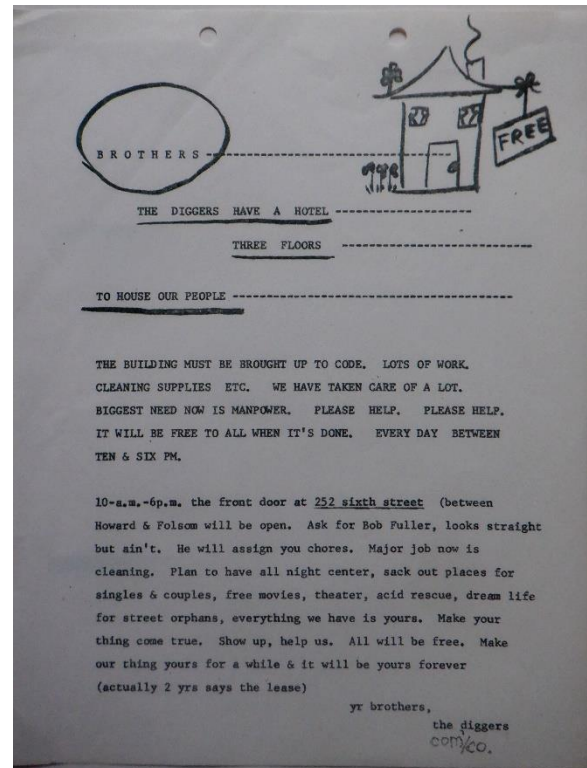 FREE
BROTHERS-----------------------------------
THE DIGGERS HAVE A HOTEL -------------------
THREE FLOORS ---------------------------
TO HOUSE OUR PEOPLE ---------------------------------------
THE BUILDING MUST BE BROUGHT UP TO CODE. LOTS OF WORK.
CLEANING SUPPLIES ETC. WE HAVE TAKEN CARE OF A LOT.
BIGGEST NEED NOW IS MANPOWER. PLEASE HELP. PLEASE HELP.
IT WILL BE FREE TO ALL WHEN IT'S DONE. EVERY DAY BETWEEN
TEN & SIX PM.
10-a.m.-6p.m. the front door at 252 sixth street (between
Howard & Folsom will be open. Ask for Bob Fuller, looks straight
but ain't. He will assign you chores. Major job now is
cleaning. Plan to have all night center, sack out places for
singles & couples, free movies, theater, acid rescue, dream life
for street orphans, everything we have is yours. Make your
thing come true. Show up, help us. All will be free. Make
our thing yours for a while & it will be yours forever
(actually 2 yrs says the lease)
yr brothers,
the diggers
com/co.